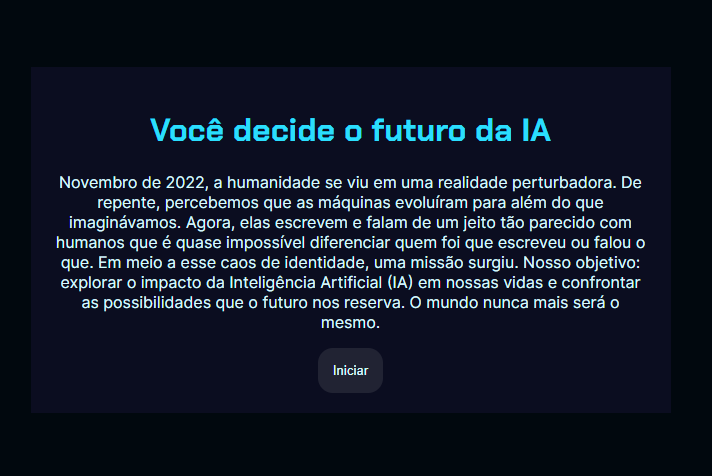 Você decide o futuro da IA
Novembro de 2022, a humanidade se viu em uma realidade perturbadora. De
repente, percebemos que as máquinas evoluíram para além do que
imaginávamos. Agora, elas escrevem e falam de um jeito tão parecido com
humanos que é quase impossível diferenciar quem foi que escreveu ou falou o
que. Em meio a esse caos de identidade, uma missão surgiu. Nosso objetivo:
explorar o impacto da Inteligência Artificial (IA) em nossas vidas e confrontar
as possibilidades que o futuro nos reserva. O mundo nunca mais será o
mesmo.
Iniciar